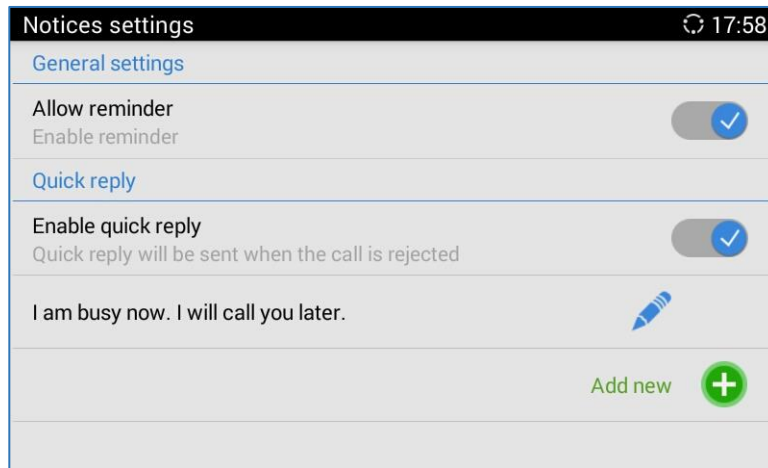 Notices settings 17:58
General settings
Allow reminder
Enable reminder
Quick reply
Enable quick reply
Quick reply will be sent when the call is rejected
I am busy now. I will call you later.
Add new